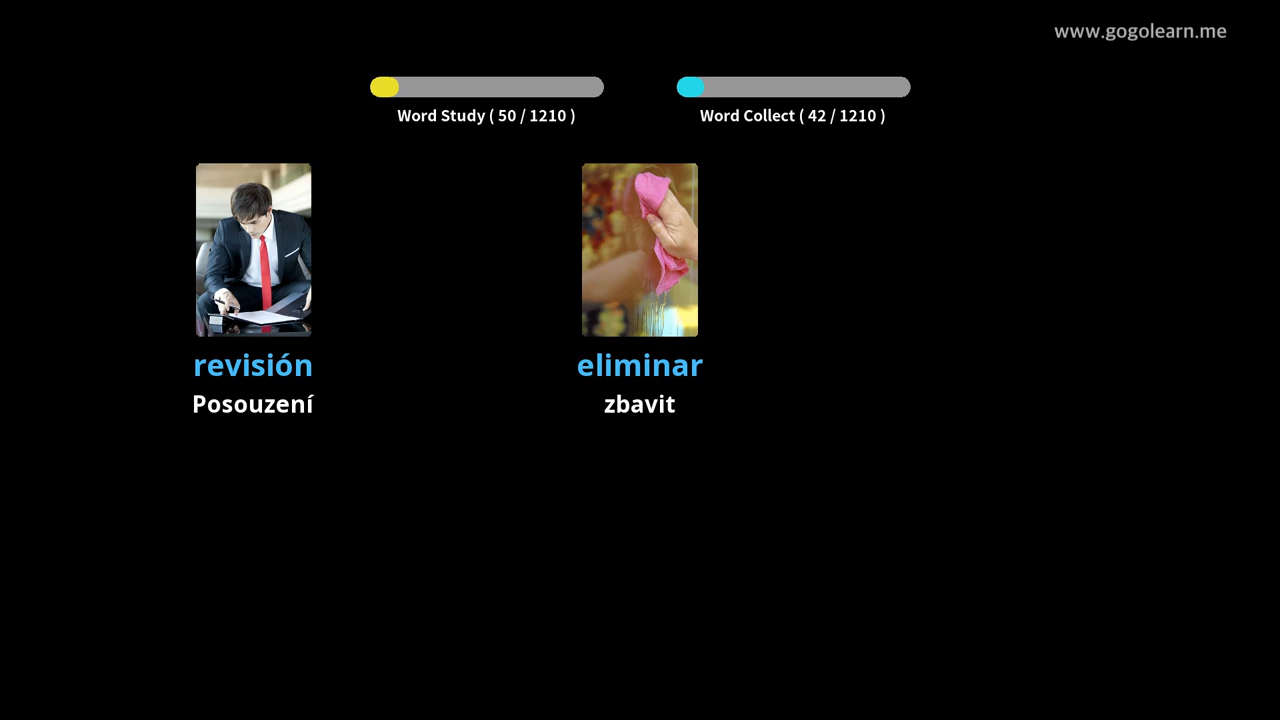 www.gogolearn.me
Word Study ( 50 / 1210 )
Word Collect ( 42 / 1210 )
revisión
Posouzení
eliminar
zbavit